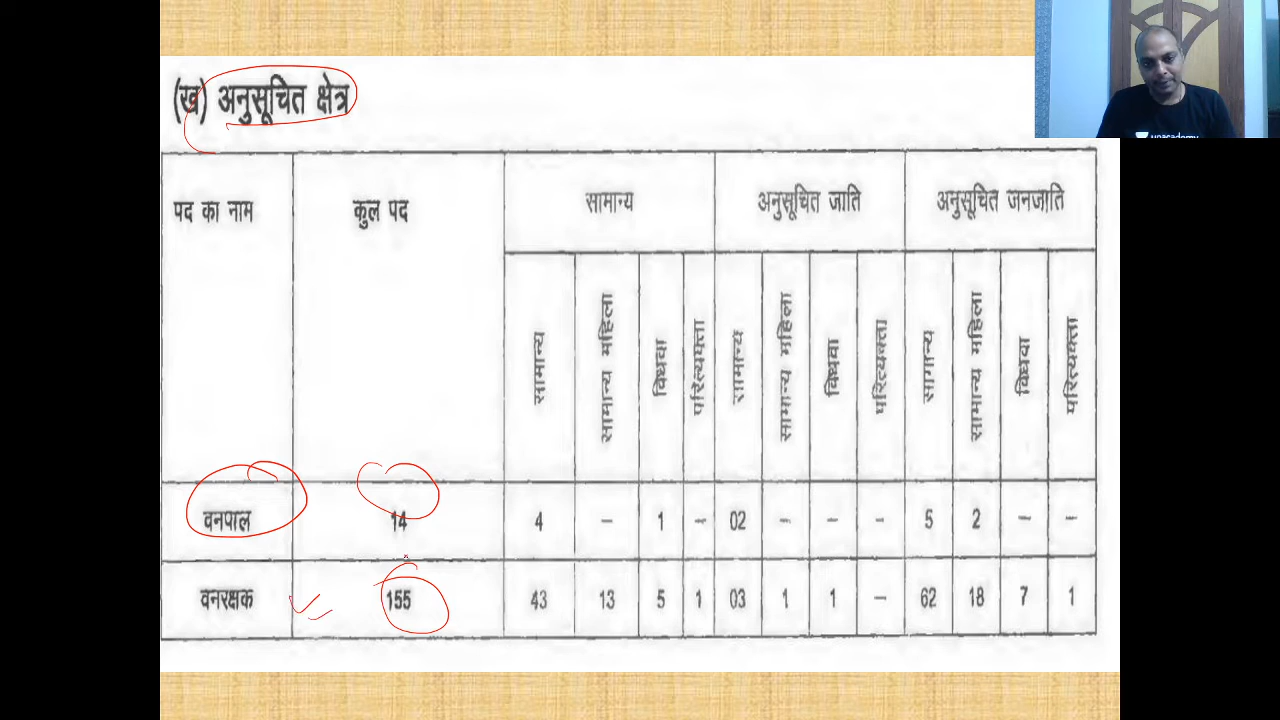 (ख) अनुसूचित क्षेत्र
पद का नाम कुल पद सामान्य अनुसूचित जाति अनुसूचित जनजाति
सामान्य सामान्य महिला विधवा परित्यक्ता सामान्य सामान्य महिला विधवा परित्यक्ता सामान्य सामान्य महिला विधवा परित्यक्ता
वनपाल 14 4 – 1 – 02 – – – 5 2 – –
वनरक्षक 155 43 13 5 1 03 1 1 – 62 18 7 1
unacademy